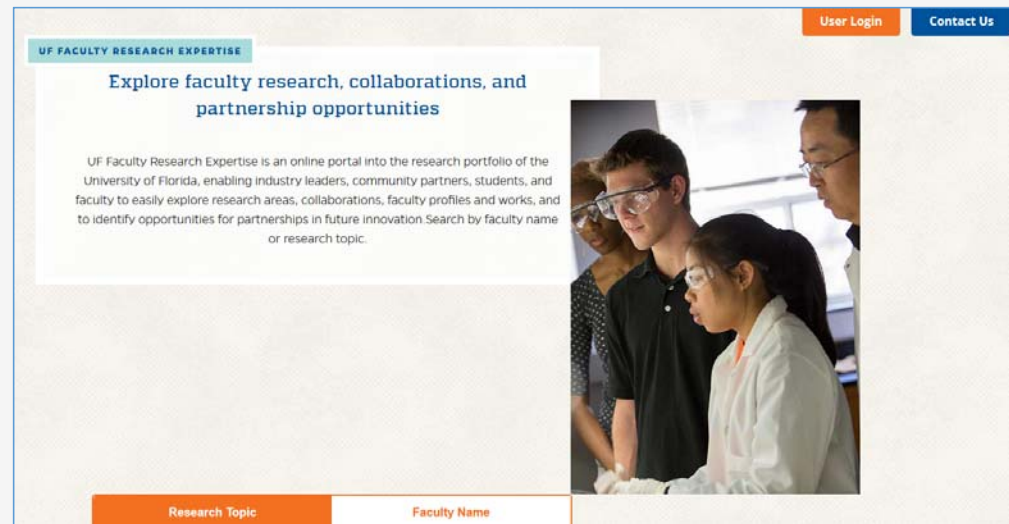 User Login
Contact Us
UF FACULTY RESEARCH EXPERTISE
Explore faculty research, collaborations, and
partnership opportunities
UF Faculty Research Expertise is an online portal into the research portfolio of the
University of Florida, enabling industry leaders, community partners, students, and
faculty to easily explore research areas, collaborations, faculty profiles and works, and
to identify opportunities for partnerships in future innovation.Search by faculty name
or research topic.
Research Topic
Faculty Name